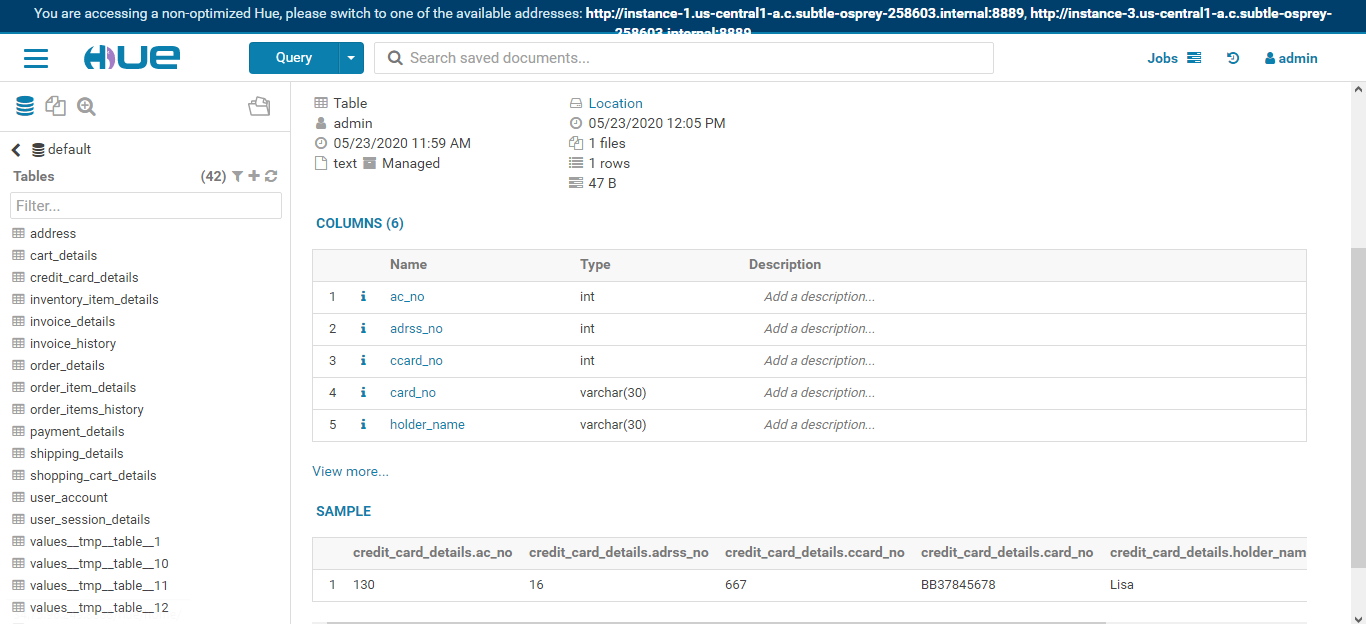 You are accessing a non-optimized Hue, please switch to one of the available addresses: http://instance-1.us-central1-a.c.subtle-osprey-258603.internal:8889, http://instance-3.us-central1-a.c.subtle-osprey-
258603.internal:8889
HUE
Query
Search saved documents...
Jobs
admin
default
Tables
(42)
Filter...
address
cart_details
credit_card_details
inventory_item_details
invoice_details
invoice_history
order_details
order_item_details
order_items_history
payment_details
shipping_details
shopping_cart_details
user_account
user_session_details
values__tmp__table__1
values__tmp__table__10
values__tmp__table__11
values__tmp__table__12
Table
admin
05/23/2020 11:59 AM
text Managed
Location
05/23/2020 12:05 PM
1 files
1 rows
47 B
COLUMNS (6)
Name Type Description
1 i ac_no int Add a description...
2 i adrss_no int Add a description...
3 i ccard_no int Add a description...
4 i card_no varchar(30) Add a description...
5 i holder_name varchar(30) Add a description...
View more...
SAMPLE
credit_card_details.ac_no credit_card_details.adrss_no credit_card_details.ccard_no credit_card_details.card_no credit_card_details.holder_nam
1 130 16 667 BB37845678 Lisa